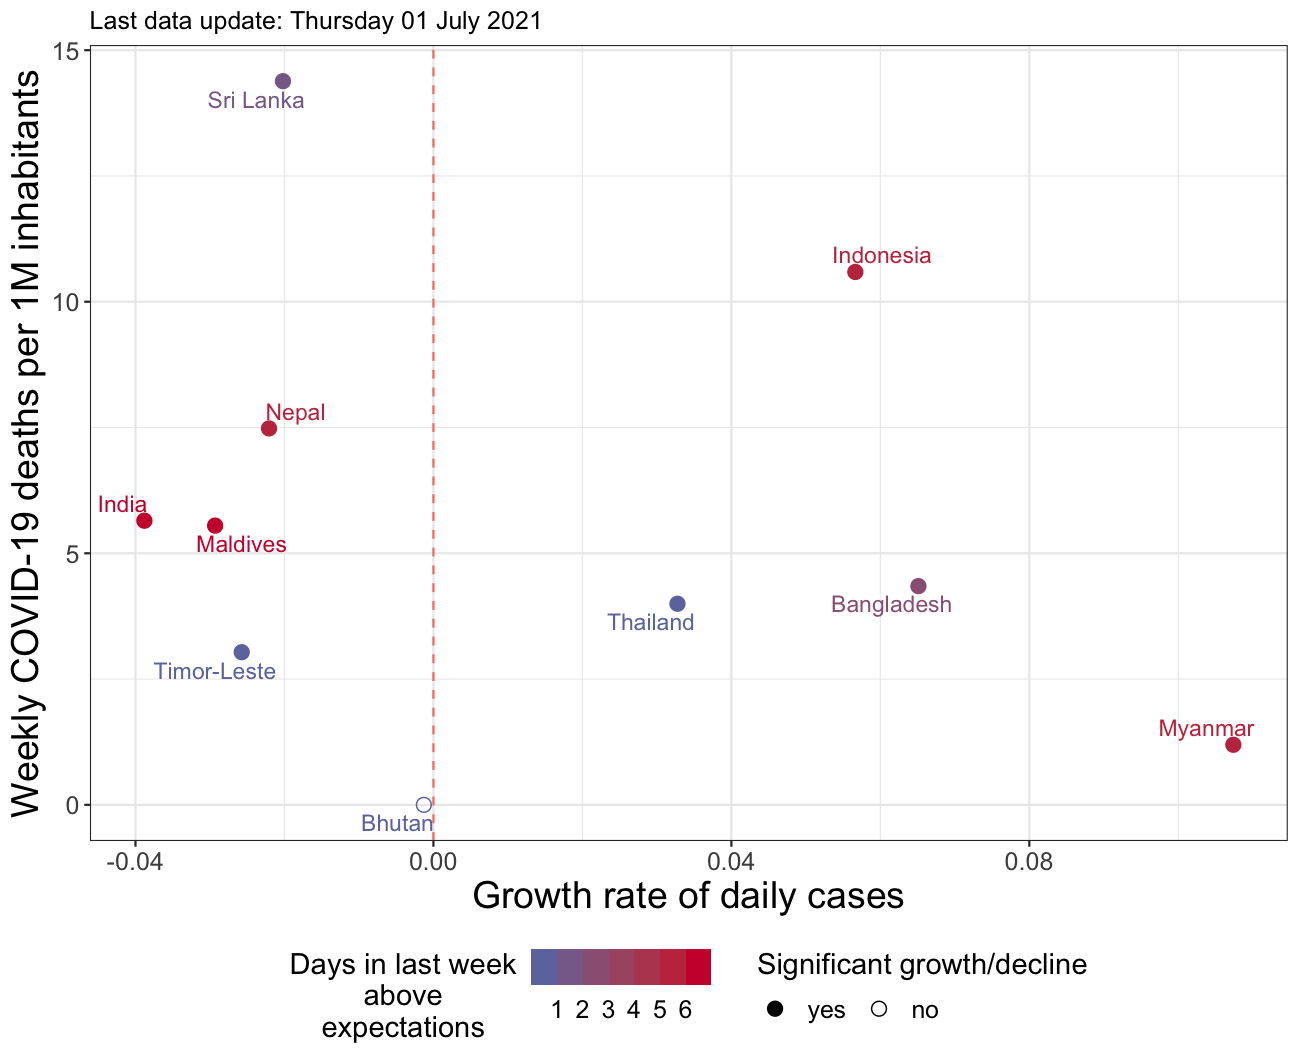 Last data update: Thursday 01 July 2021
Weekly COVID-19 deaths per 1M inhabitants
15
10
5
0
Sri Lanka
Indonesia
Nepal
India
Maldives
Bangladesh
Thailand
Timor-Leste
Myanmar
Bhutan
-0.04 0.00 0.04 0.08
Growth rate of daily cases
Days in last week
above
expectations
1 2 3 4 5 6
Significant growth/decline
yes no